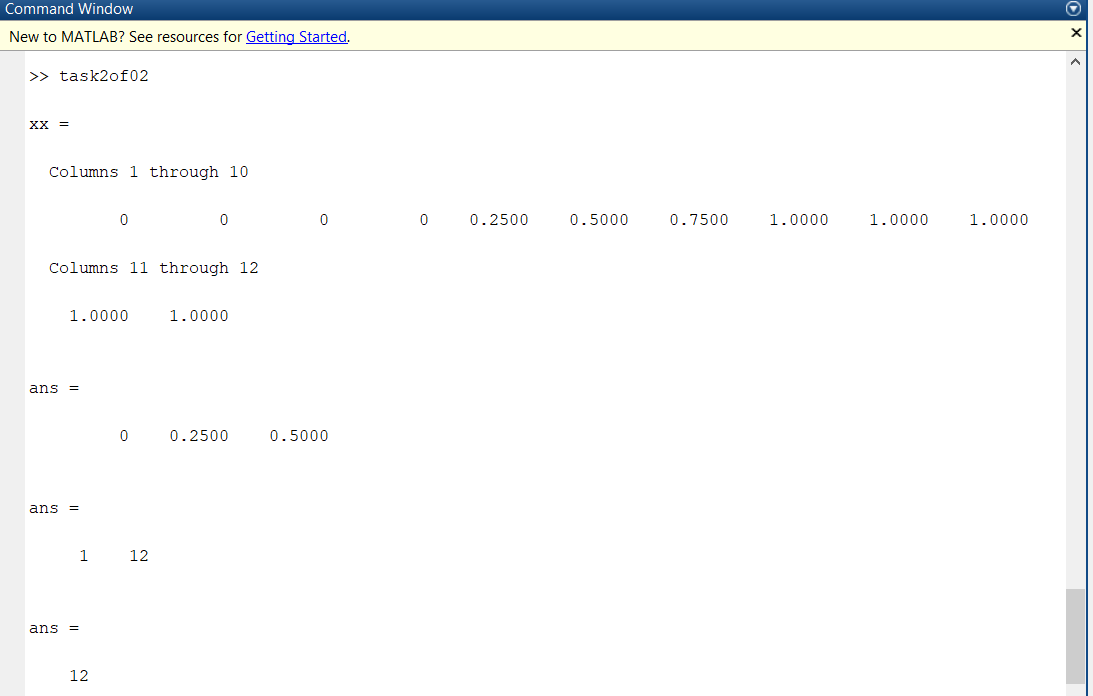 Command Window
New to MATLAB? See resources for Getting Started.
>> task2of02
xx =
Columns 1 through 10
0 0 0 0 0.2500 0.5000 0.7500 1.0000 1.0000 1.0000
Columns 11 through 12
1.0000 1.0000
ans =
0 0.2500 0.5000
ans =
1 12
ans =
12